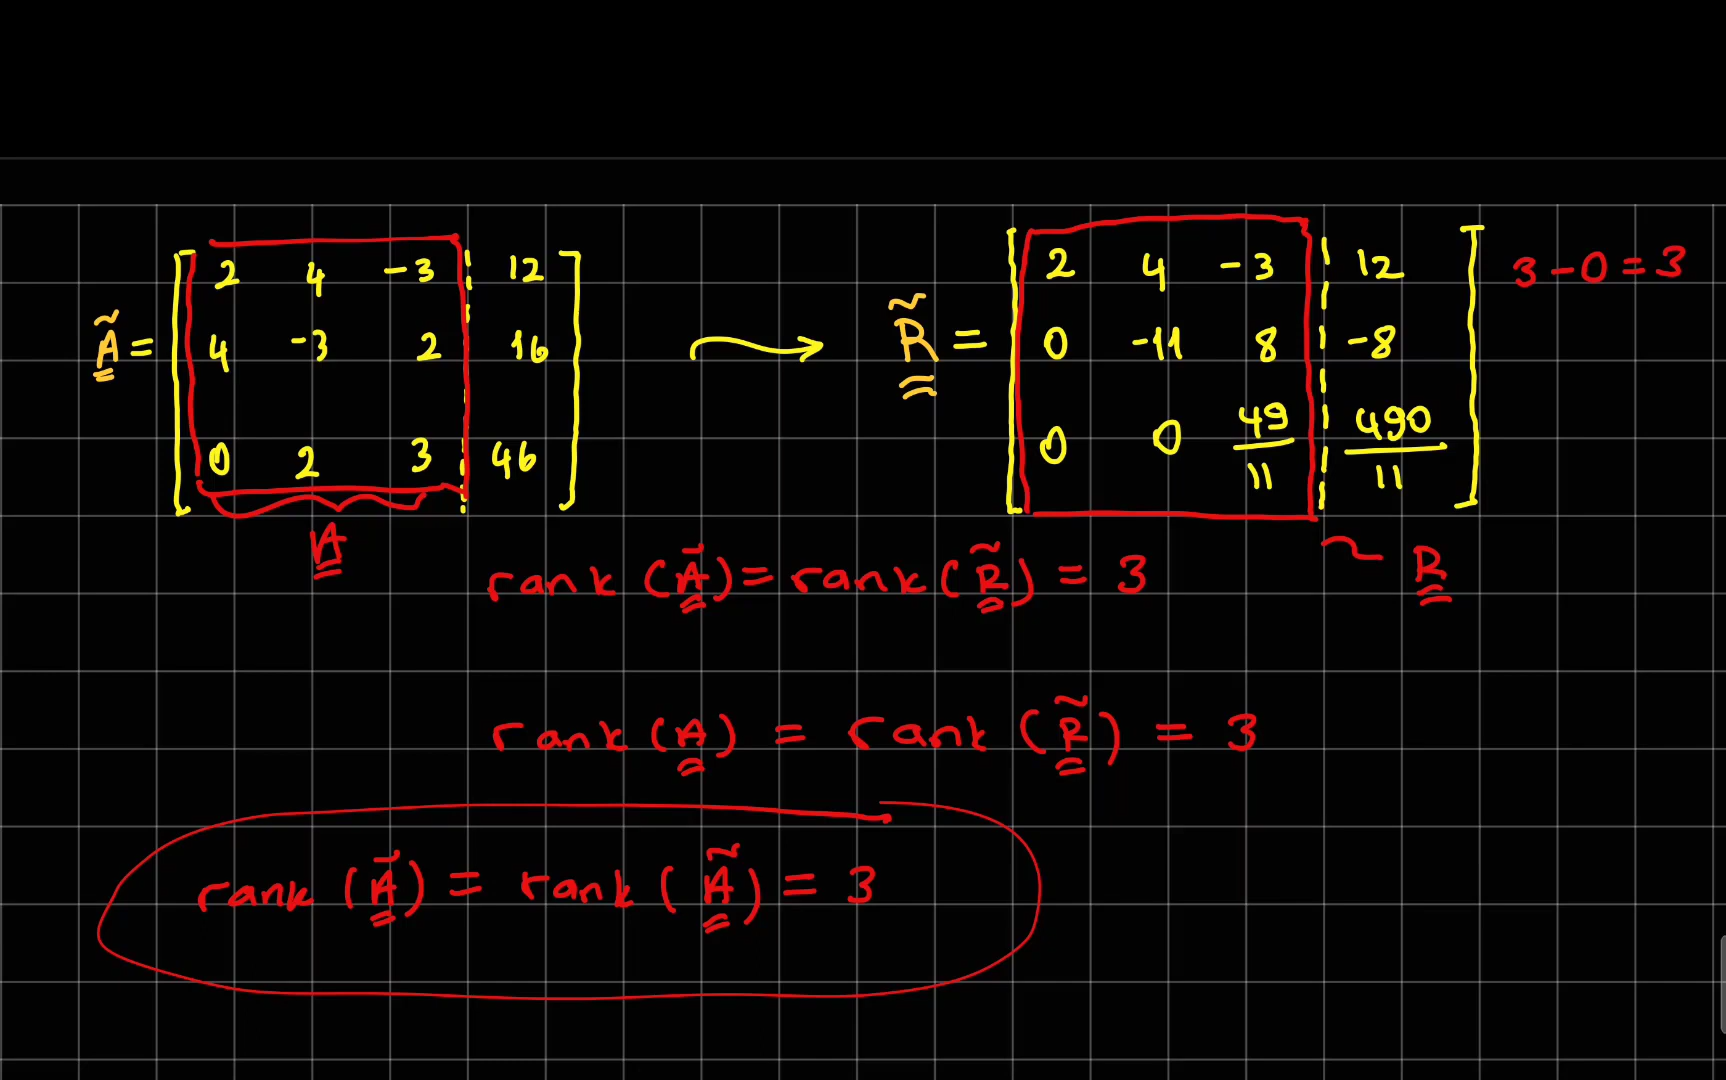 Ã = [ 2 4 -3 ¦ 12 ] → R̃ = [ 2 4 -3 ¦ 12 ] 3 - 0 = 3
[ 4 -3 2 ¦ 16 ] [ 0 -11 8 ¦ -8 ]
[ 0 2 3 ¦ 46 ] [ 0 0 49/11 ¦ 490/11 ]
A ~ R
rank (Ā) = rank (R̃) = 3
rank (A) = rank (R̃) = 3
rank (Ā) = rank (Ã) = 3